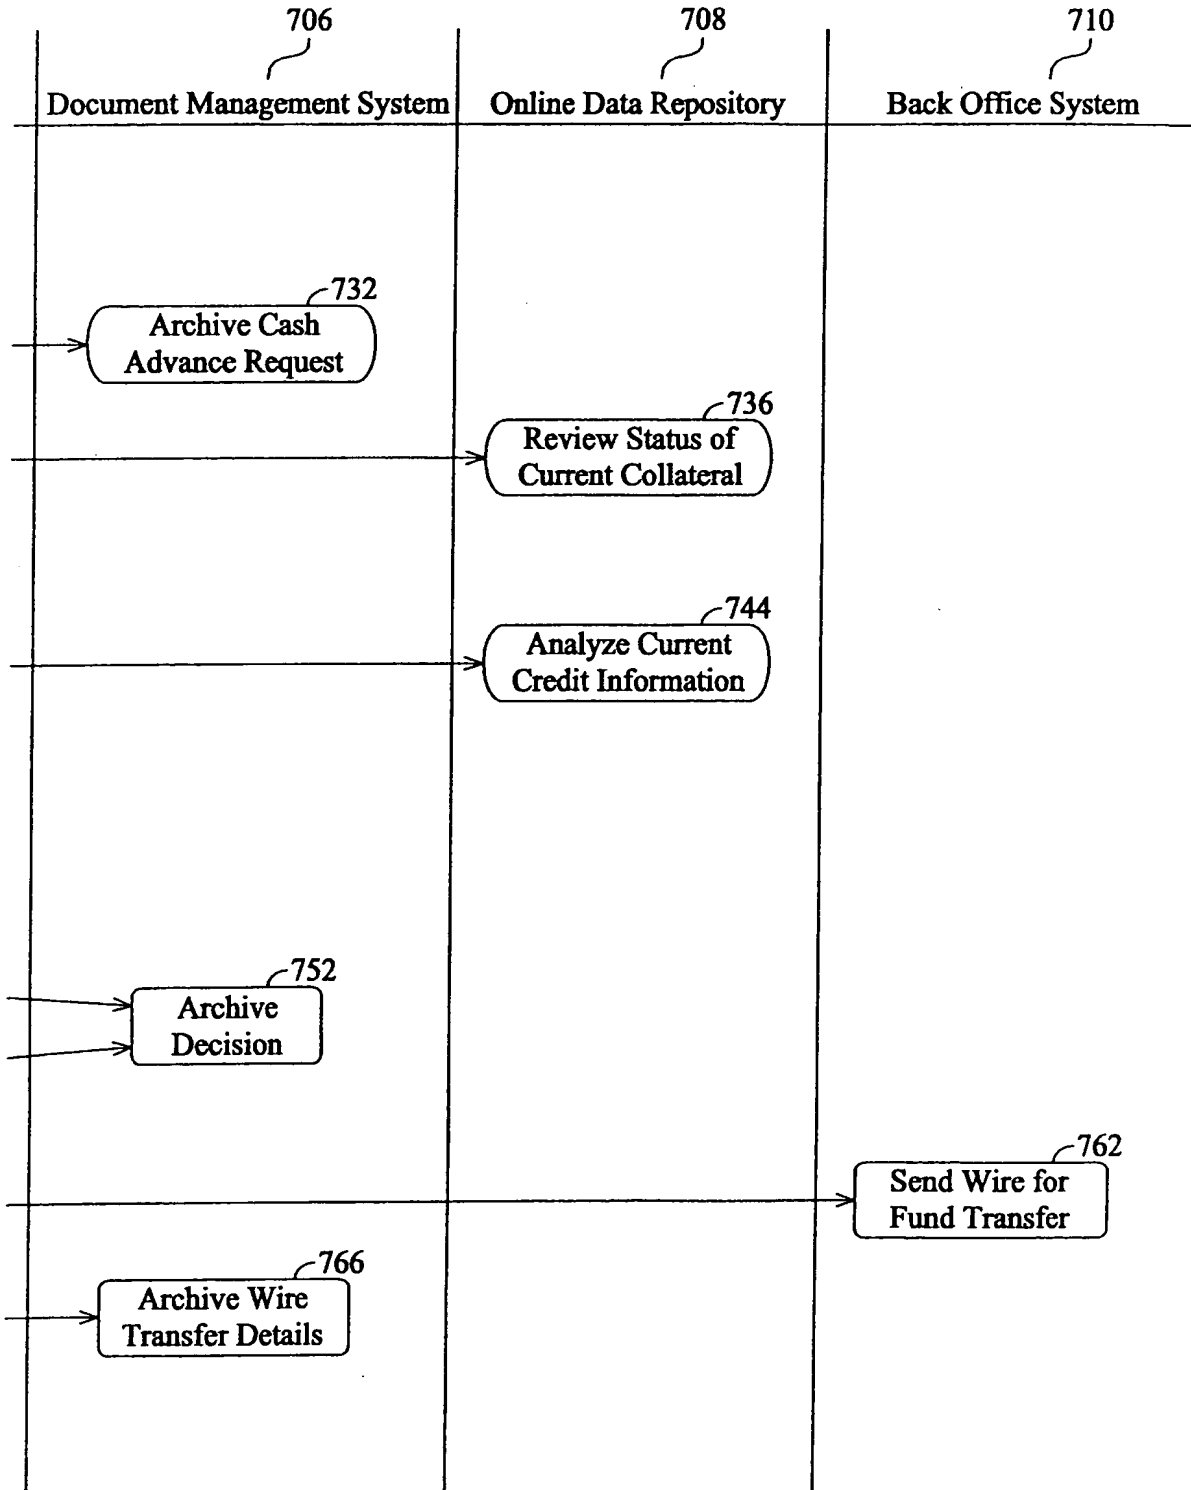 706
708
710
Document Management System
Online Data Repository
Back Office System
732
Archive Cash
Advance Request
736
Review Status of
Current Collateral
744
Analyze Current
Credit Information
752
Archive
Decision
762
Send Wire for
Fund Transfer
766
Archive Wire
Transfer Details